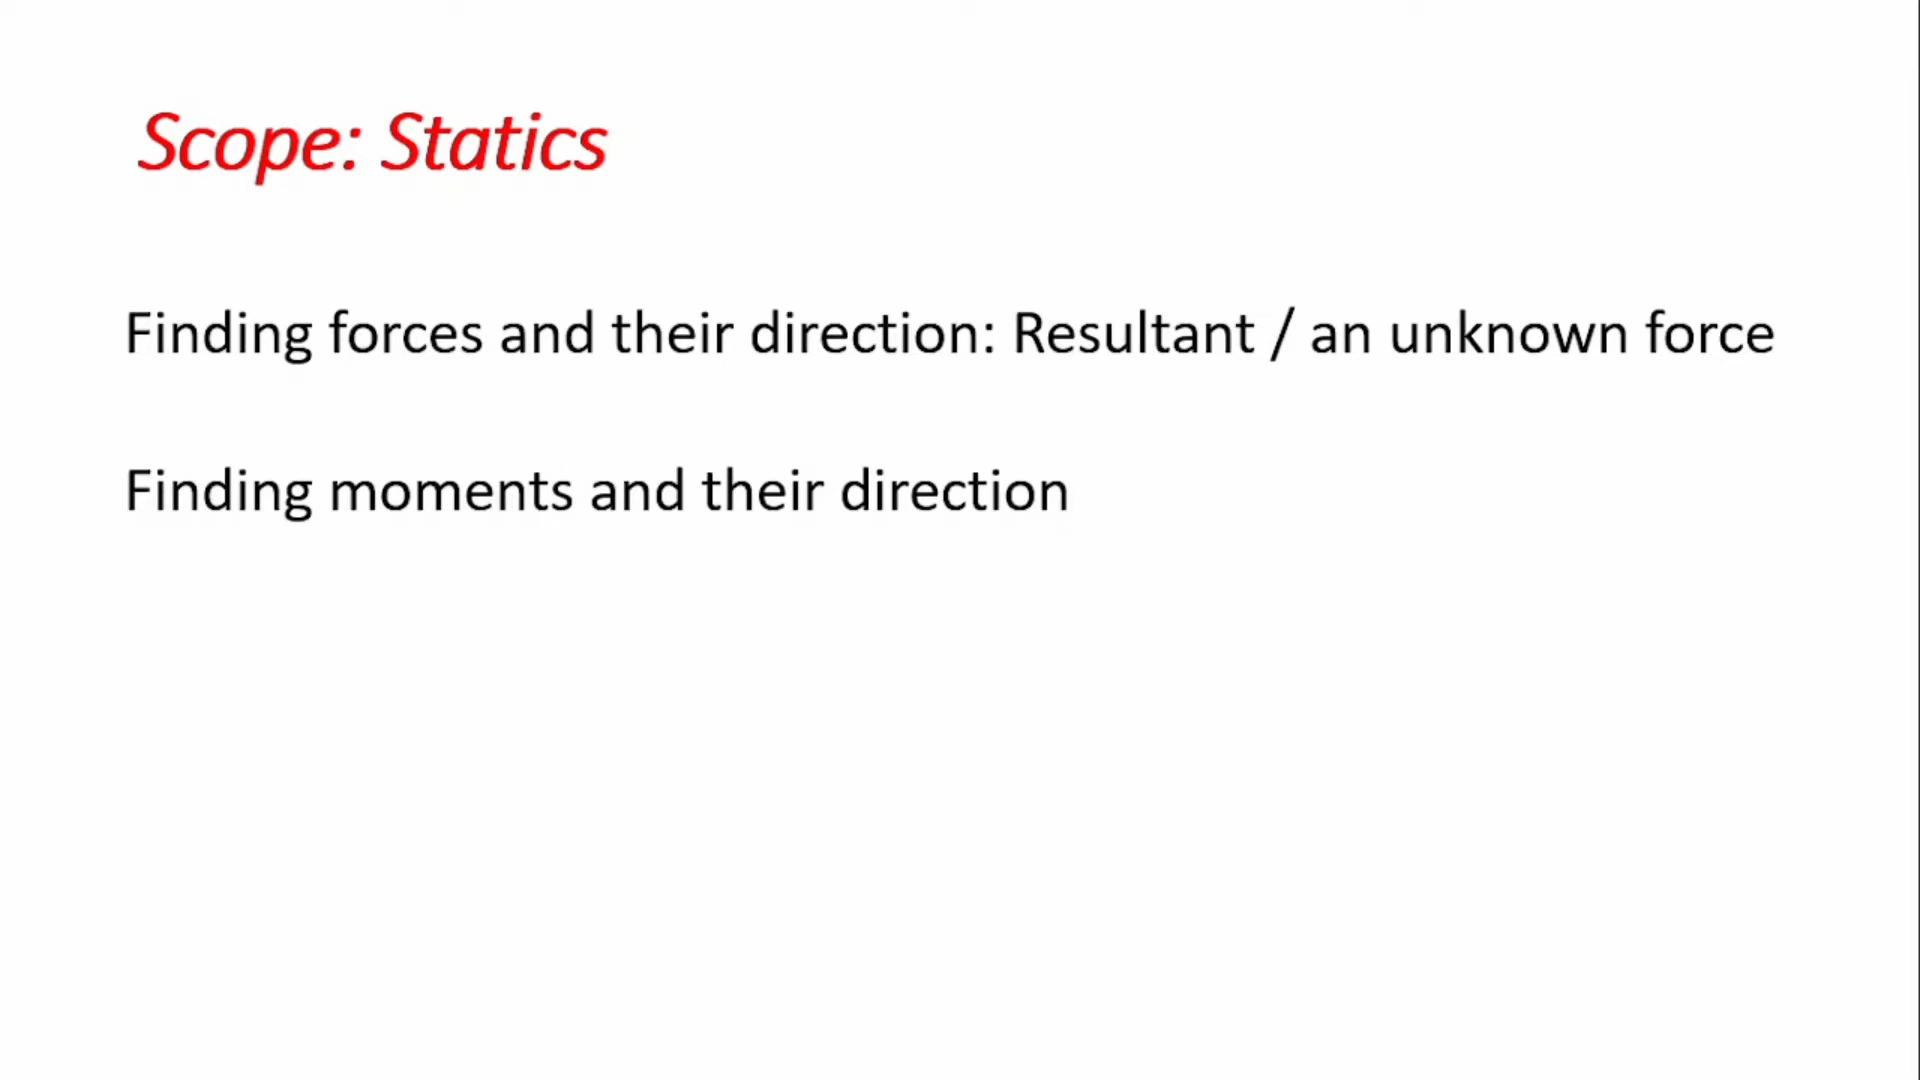 Scope: Statics
Finding forces and their direction: Resultant / an unknown force
Finding moments and their direction